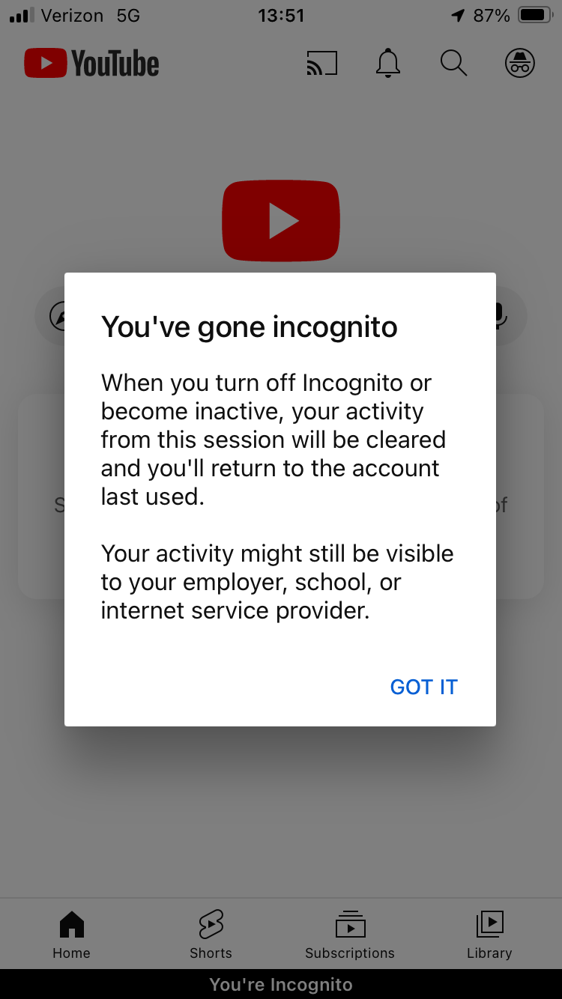 Verizon 5G 13:51 87%
YouTube
You've gone incognito
When you turn off Incognito or
become inactive, your activity
from this session will be cleared
and you'll return to the account
last used.
Your activity might still be visible
to your employer, school, or
internet service provider.
S
of
GOT IT
Home Shorts Subscriptions Library
You're Incognito